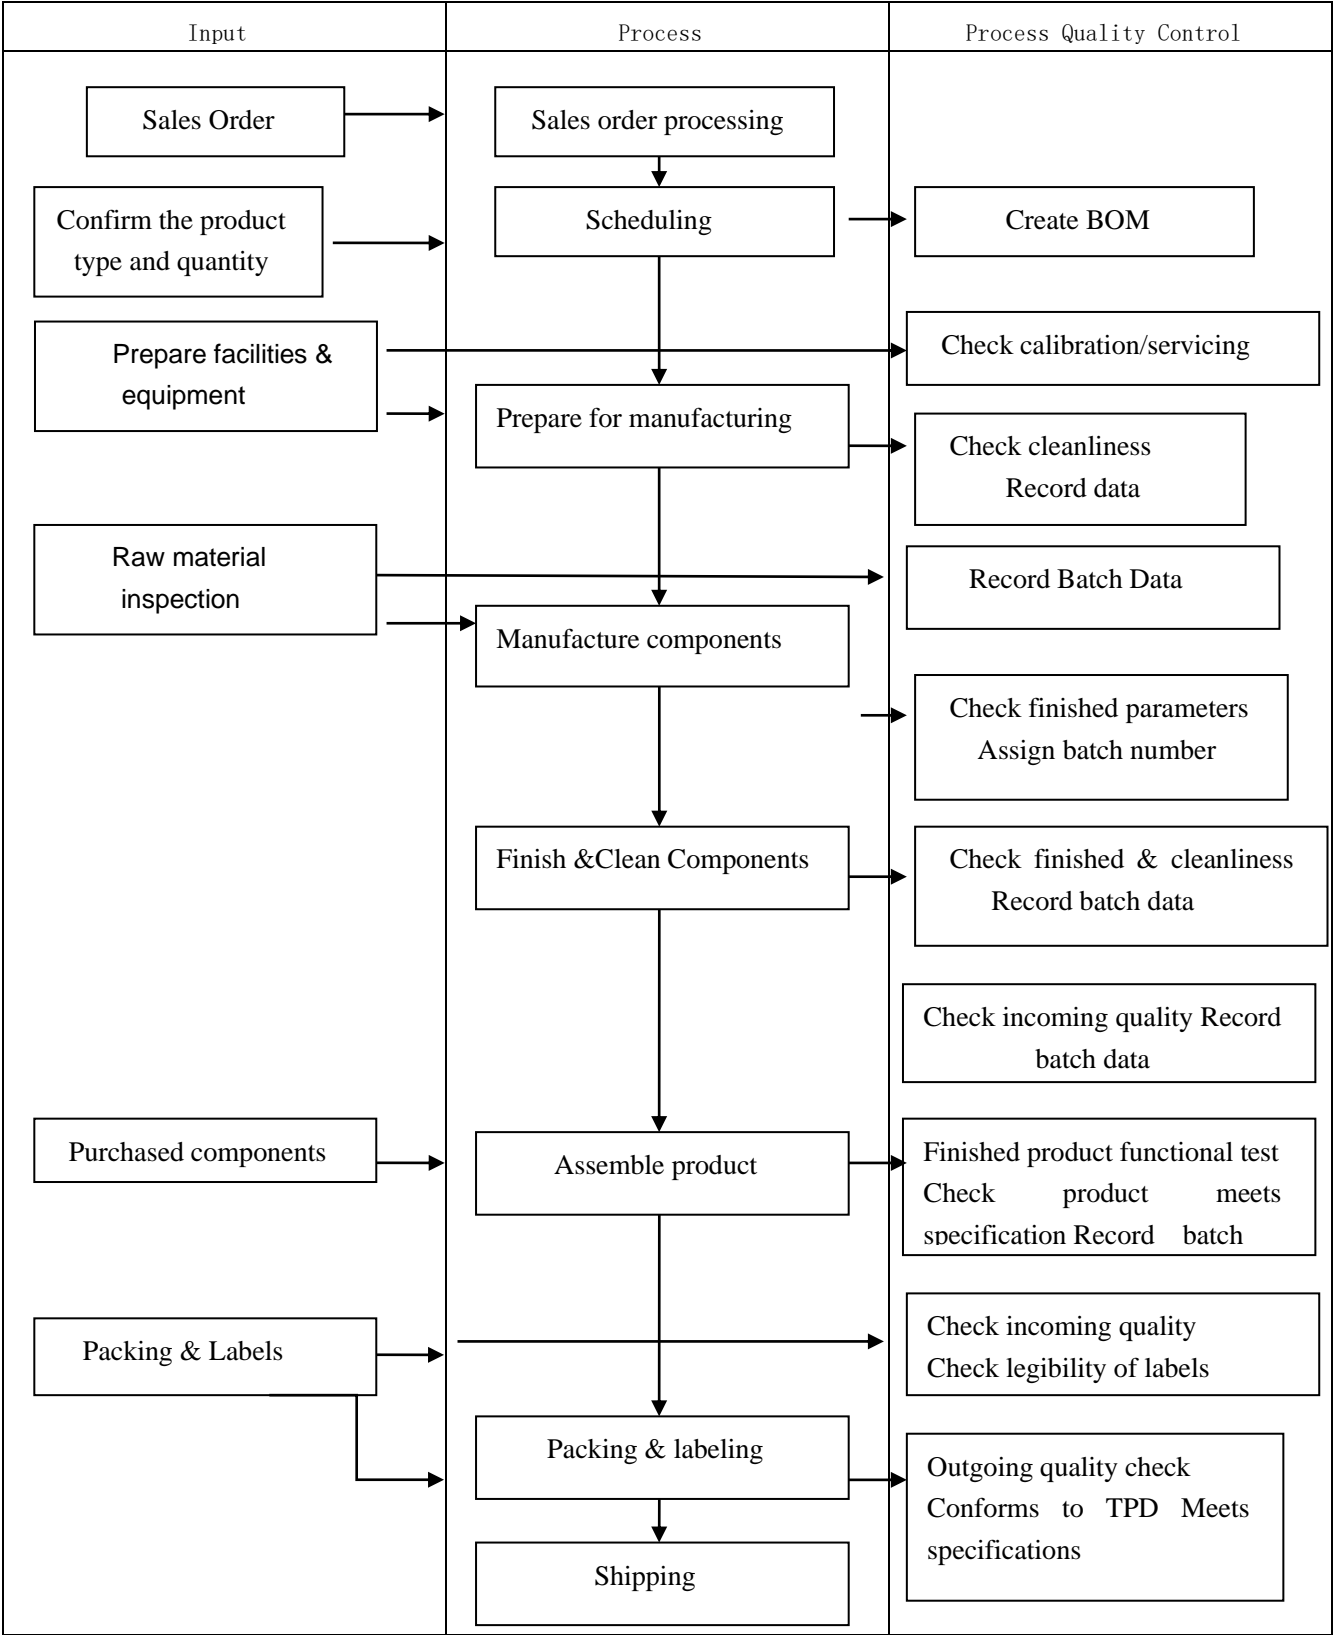 Input
Process
Process Quality Control
Sales Order
Sales order processing
Confirm the product
type and quantity
Scheduling
Create BOM
Prepare facilities &
equipment
Check calibration/servicing
Prepare for manufacturing
Check cleanliness
Record data
Raw material
inspection
Record Batch Data
Manufacture components
Check finished parameters
Assign batch number
Finish &Clean Components
Check finished & cleanliness
Record batch data
Check incoming quality Record
batch data
Purchased components
Assemble product
Finished product functional test
Check product meets
specification Record batch
Packing & Labels
Check incoming quality
Check legibility of labels
Packing & labeling
Outgoing quality check
Conforms to TPD Meets
specifications
Shipping